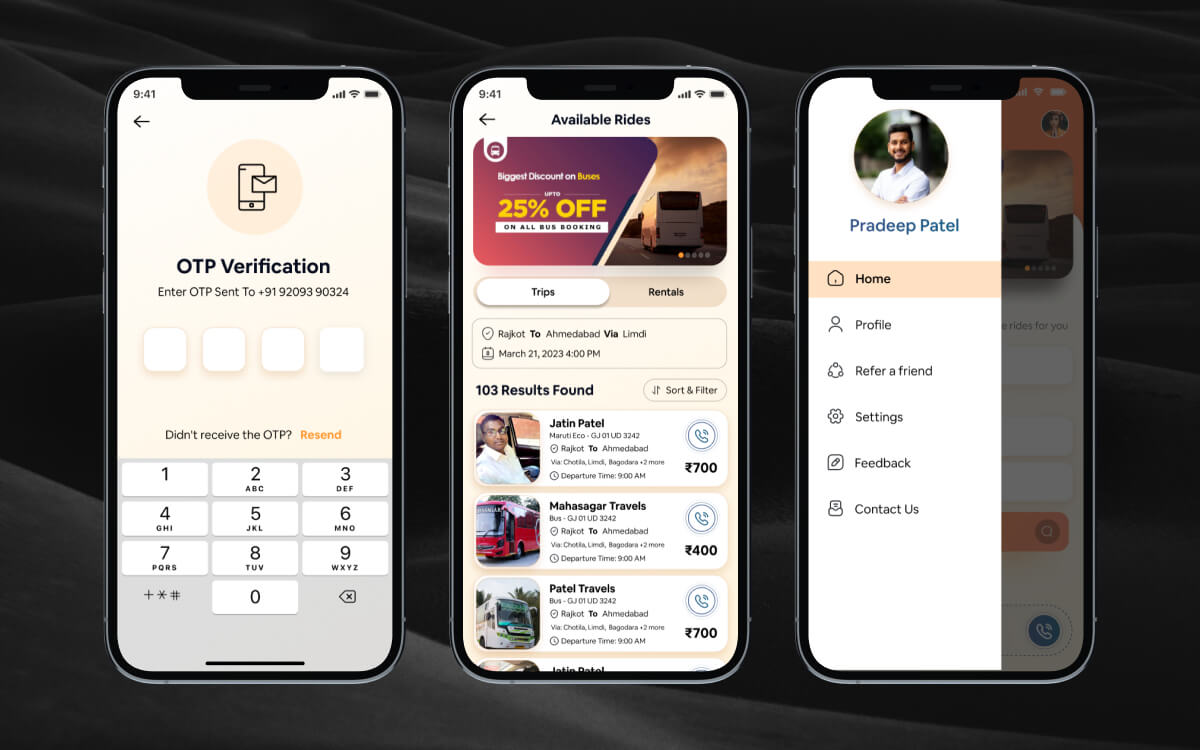 9:41
OTP Verification
Enter OTP Sent To +91 92093 90324
Didn't receive the OTP? Resend
1
2
ABC
3
DEF
4
GHI
5
JKL
6
MNO
7
PQRS
8
TUV
9
WXYZ
+*#
0
9:41
Available Rides
Biggest Discount on Buses
UPTO
25% OFF
ON ALL BUS BOOKING
Trips
Rentals
Rajkot To Ahmedabad Via Limdi
March 21, 2023 4:00 PM
103 Results Found
Sort & Filter
Jatin Patel
Maruti Eco - GJ 01 UD 3242
Rajkot To Ahmedabad
Via: Chotila, Limdi, Bagodara +2 more
Departure Time: 9:00 AM
₹700
Mahasagar Travels
Bus - GJ 01 UD 3242
Rajkot To Ahmedabad
Via: Chotila, Limdi, Bagodara +2 more
Departure Time: 9:00 AM
₹400
Patel Travels
Bus - GJ 01 UD 3242
Rajkot To Ahmedabad
Via: Chotila, Limdi, Bagodara +2 more
Departure Time: 9:00 AM
₹700
Jatin Patel
Pradeep Patel
Home
Profile
Refer a friend
Settings
Feedback
Contact Us
e rides for you